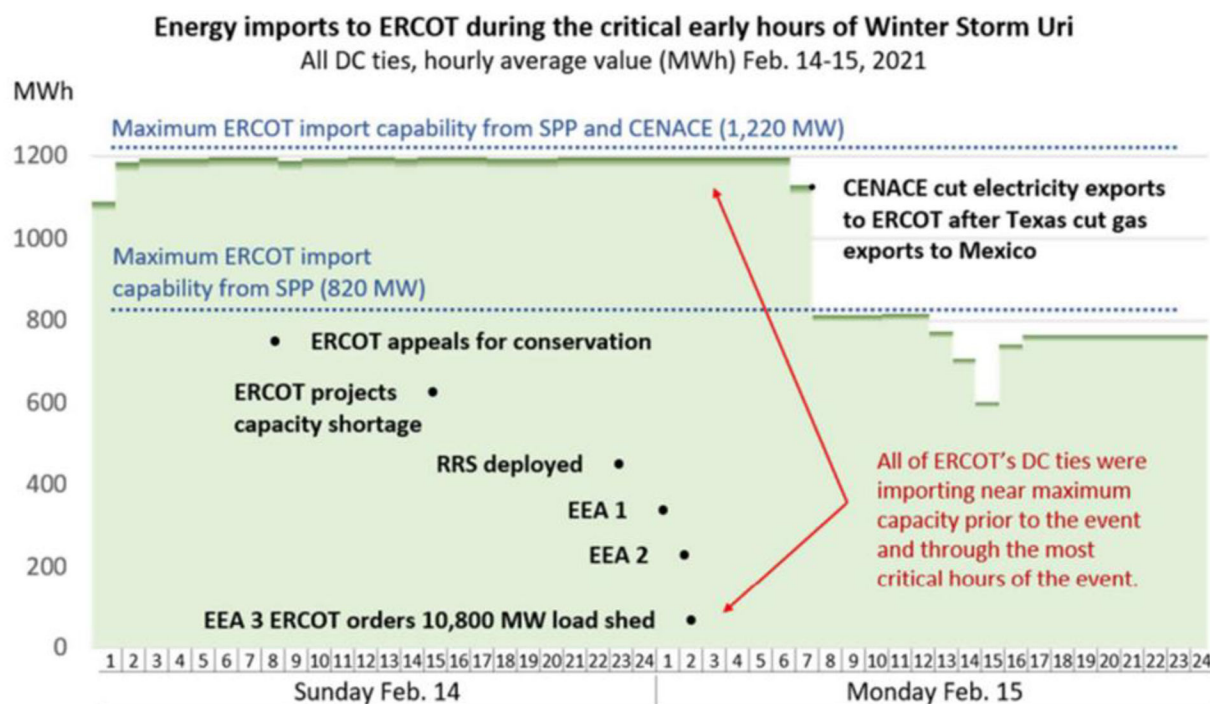 Energy imports to ERCOT during the critical early hours of Winter Storm Uri
All DC ties, hourly average value (MWh) Feb. 14-15, 2021
MWh
Maximum ERCOT import capability from SPP and CENACE (1,220 MW)
1200
CENACE cut electricity exports
to ERCOT after Texas cut gas
exports to Mexico
1000
Maximum ERCOT import
capability from SPP (820 MW)
800
ERCOT appeals for conservation
ERCOT projects
capacity shortage
600
RRS deployed
All of ERCOT's DC ties were
importing near maximum
capacity prior to the event
and through the most
critical hours of the event.
400
EEA 1
EEA 2
200
EEA 3 ERCOT orders 10,800 MW load shed
0
1 2 3 4 5 6 7 8 9 10 11 12 13 14 15 16 17 18 19 20 21 22 23 24 1 2 3 4 5 6 7 8 9 10 11 12 13 14 15 16 17 18 19 20 21 22 23 24
Sunday Feb. 14 Monday Feb. 15